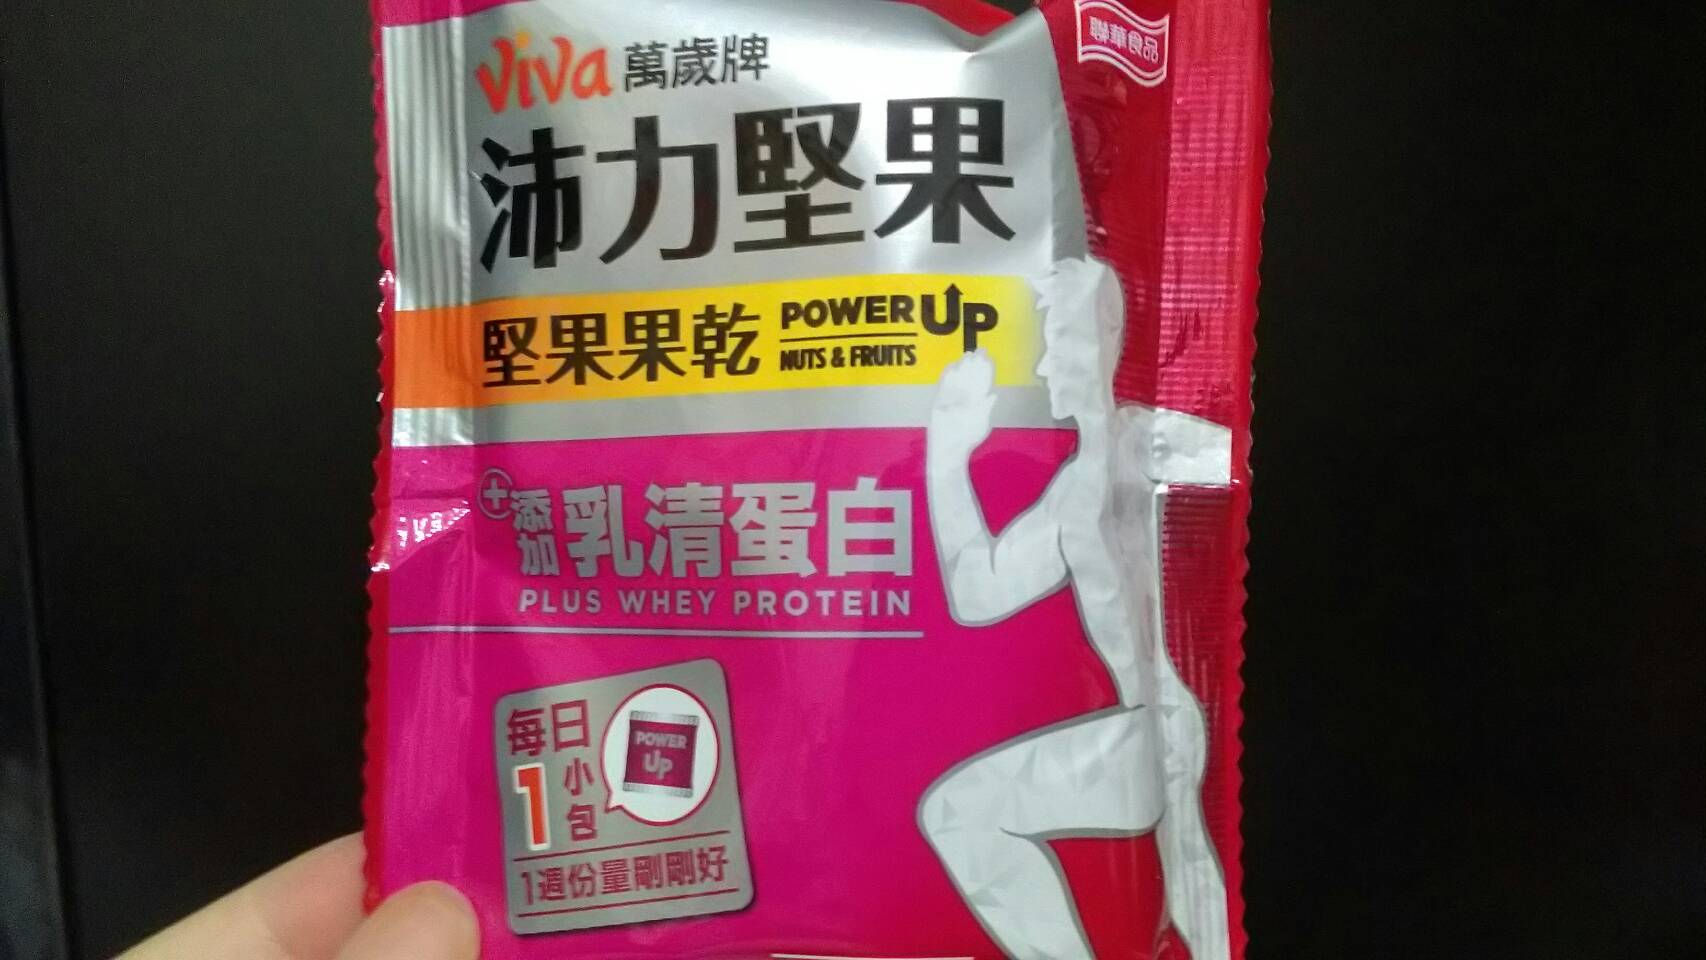 viva 萬歲牌
聯華食品
沛力堅果
堅果果乾 POWER UP
NUTS & FRUITS
+ 添加 乳清蛋白
PLUS WHEY PROTEIN
每日
1小包
POWER
UP
1週份量剛剛好